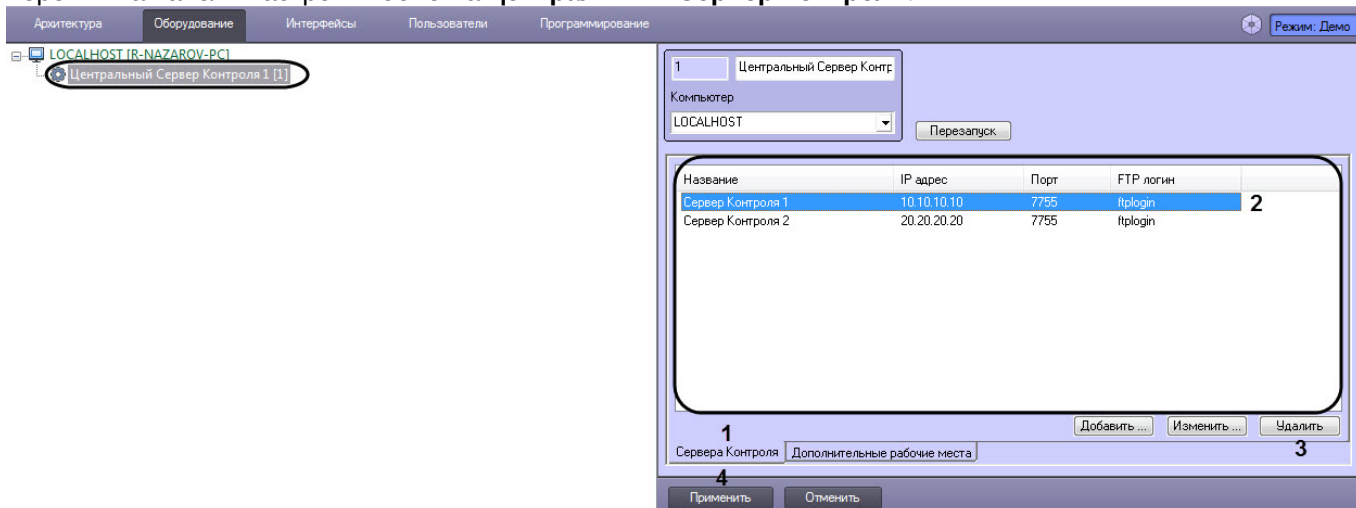 Архитектура Оборудование Интерфейсы Пользователи Программирование Режим: Демо
LOCALHOST [R-NAZAROV-PC]
Центральный Сервер Контроля 1 [1]
1 Центральный Сервер Контр
Компьютер
LOCALHOST
Перезапуск
Название IP адрес Порт FTP логин
Сервер Контроля 1 10.10.10.10 7755 ftplogin 2
Сервер Контроля 2 20.20.20.20 7755 ftplogin
Добавить ... Изменить ... Удалить
1
Сервера Контроля Дополнительные рабочие места 3
4
Применить Отменить